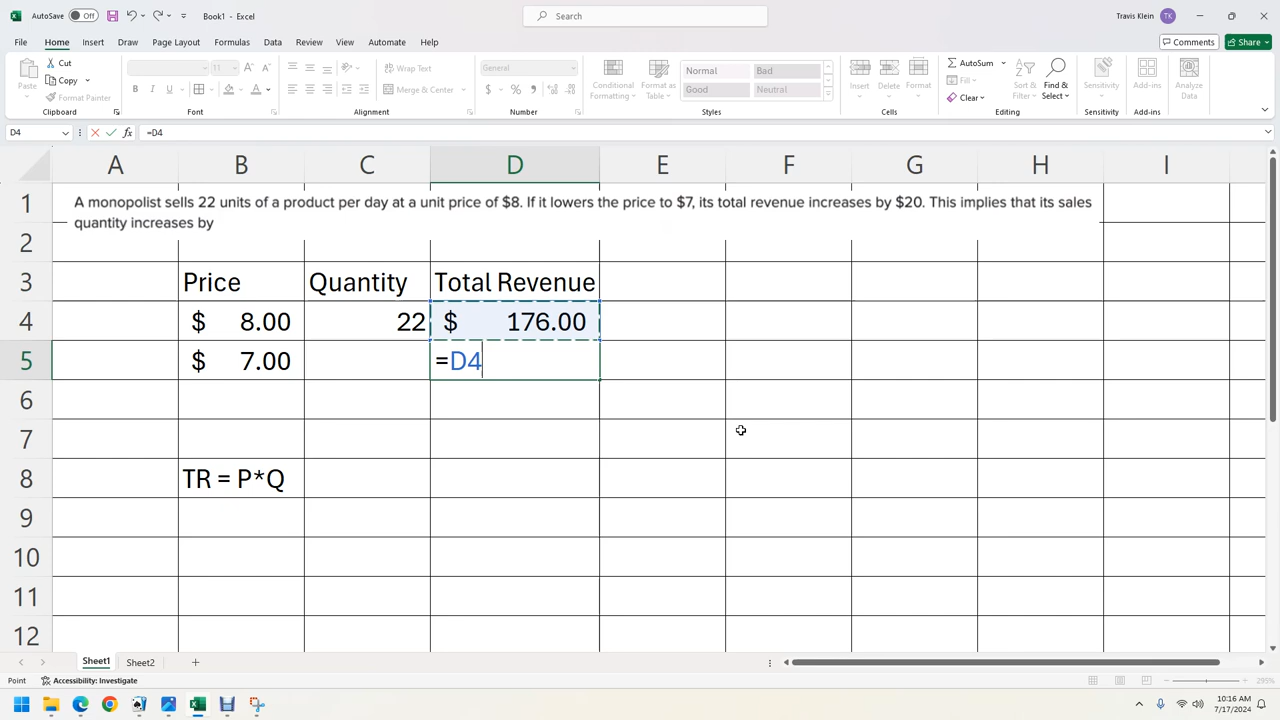 AutoSave Off Book1 - Excel Search Travis Klein TK
File Home Insert Draw Page Layout Formulas Data Review View Automate Help Comments Share
Paste Cut Copy Format Painter Clipboard
11 A A B I U A Font
ab Wrap Text Merge & Center Alignment
General $ % , Number
Conditional Formatting Format as Table Normal Bad Good Neutral Styles
Insert Delete Format Cells
AutoSum Fill Clear Sort & Filter Find & Select Editing
Sensitivity Sensitivity Add-ins Add-ins Analyze Data
D4 fx =D4
A B C D E F G H I
1 A monopolist sells 22 units of a product per day at a unit price of $8. If it lowers the price to $7, its total revenue increases by $20. This implies that its sales
quantity increases by
2
3 Price Quantity Total Revenue
4 $ 8.00 22 $ 176.00
5 $ 7.00 =D4
6
7
8 TR = P*Q
9
10
11
12
Sheet1 Sheet2 +
Point Accessibility: Investigate 295%
10:16 AM
7/17/2024